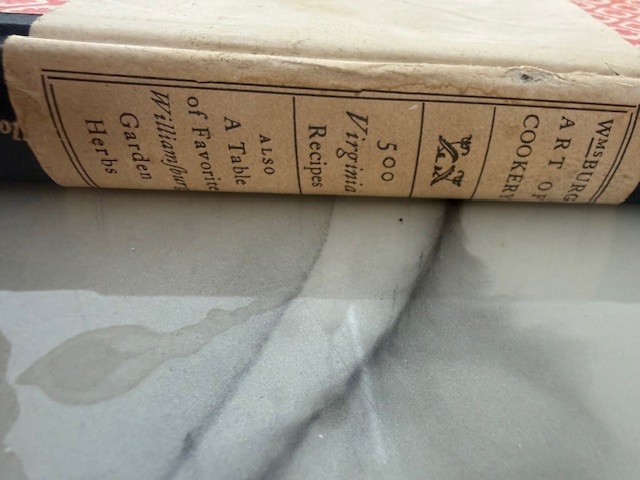 WmsBURG
ART OF
COOKERY
500
Virginia
Recipes
ALSO
A Table
of Favorite
Williamſburg
Garden
Herbs